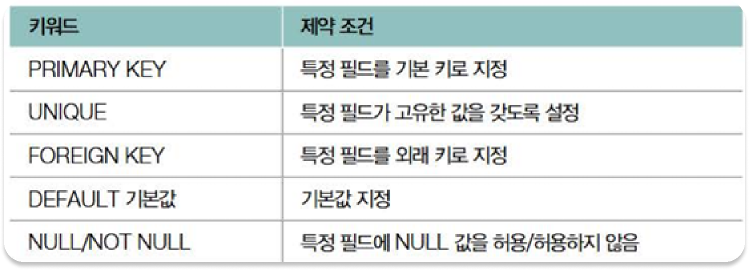 키워드 제약 조건
PRIMARY KEY 특정 필드를 기본 키로 지정
UNIQUE 특정 필드가 고유한 값을 갖도록 설정
FOREIGN KEY 특정 필드를 외래 키로 지정
DEFAULT 기본값 기본값 지정
NULL/NOT NULL 특정 필드에 NULL 값을 허용/허용하지 않음